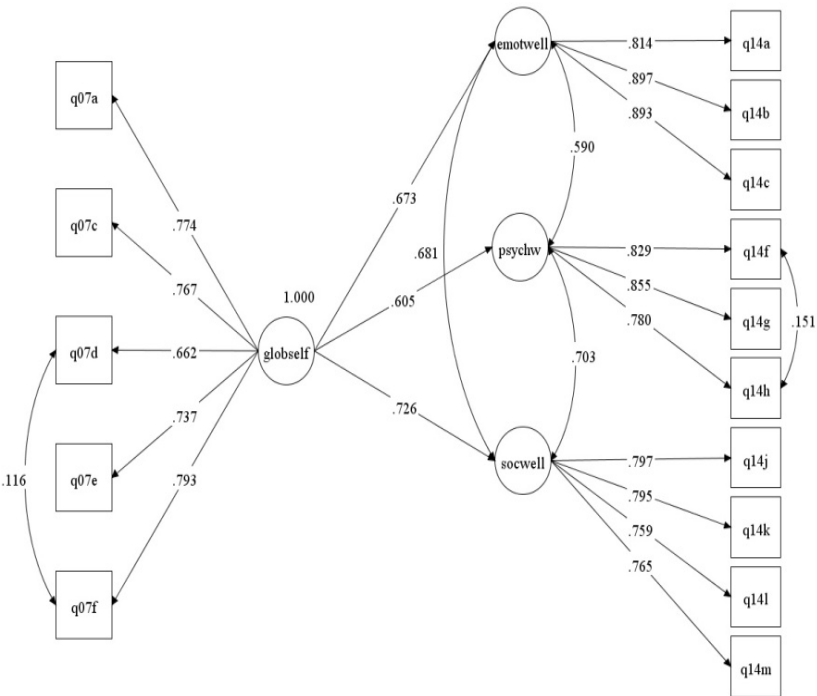 emotwell
.814
q14a
.897
q14b
.893
q14c
q07a
.590
.673
.774
q07c
.681
psychw
.829
q14f
.855
q14g
.780
.151
q14h
.767
1.000
.605
globself
q07d
.662
.703
.726
.737
.116
q07e
.793
socwell
.797
q14j
.795
q14k
.759
q14l
.765
q14m
q07f